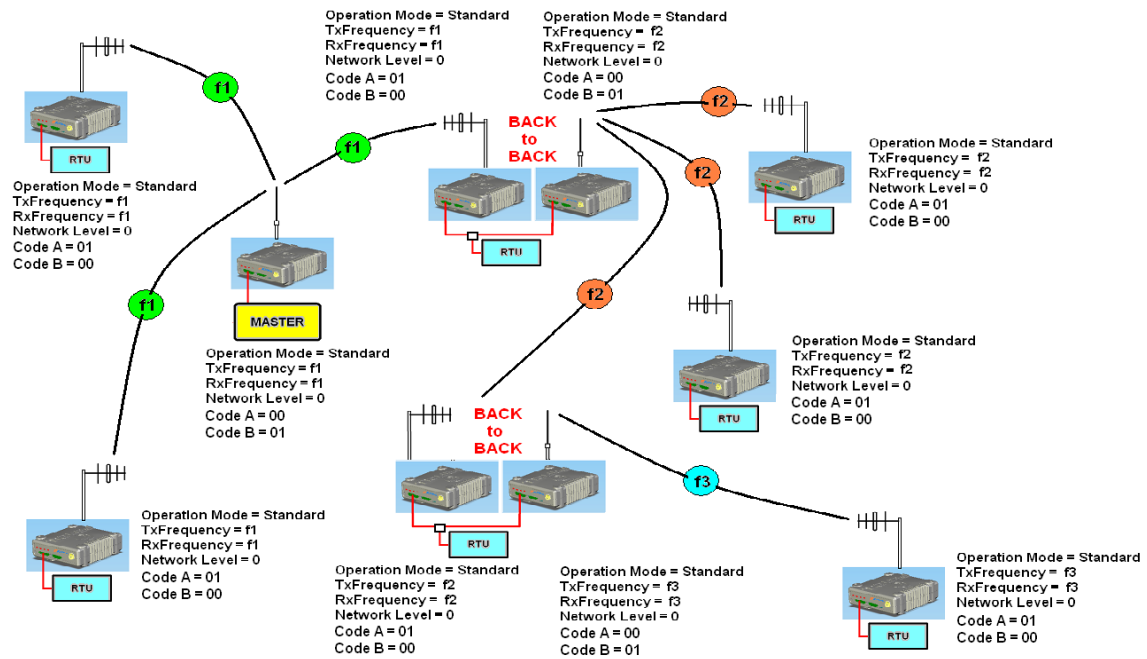 Operation Mode = Standard
TxFrequency = f1
RxFrequency = f1
Network Level = 0
Code A = 01
Code B = 00
Operation Mode = Standard
TxFrequency = f2
RxFrequency = f2
Network Level = 0
Code A = 00
Code B = 01
f1
f1
f2
f2
BACK
to
BACK
RTU
Operation Mode = Standard
TxFrequency = f1
RxFrequency = f1
Network Level = 0
Code A = 01
Code B = 00
Operation Mode = Standard
TxFrequency = f2
RxFrequency = f2
Network Level = 0
Code A = 01
Code B = 00
RTU
RTU
f1
MASTER
Operation Mode = Standard
TxFrequency = f1
RxFrequency = f1
Network Level = 0
Code A = 00
Code B = 01
f2
Operation Mode = Standard
TxFrequency = f2
RxFrequency = f2
Network Level = 0
Code A = 01
Code B = 00
RTU
BACK
to
BACK
f3
RTU
Operation Mode = Standard
TxFrequency = f1
RxFrequency = f1
Network Level = 0
Code A = 01
Code B = 00
RTU
Operation Mode = Standard
TxFrequency = f2
RxFrequency = f2
Network Level = 0
Code A = 01
Code B = 00
Operation Mode = Standard
TxFrequency = f3
RxFrequency = f3
Network Level = 0
Code A = 00
Code B = 01
Operation Mode = Standard
TxFrequency = f3
RxFrequency = f3
Network Level = 0
Code A = 01
Code B = 00
RTU